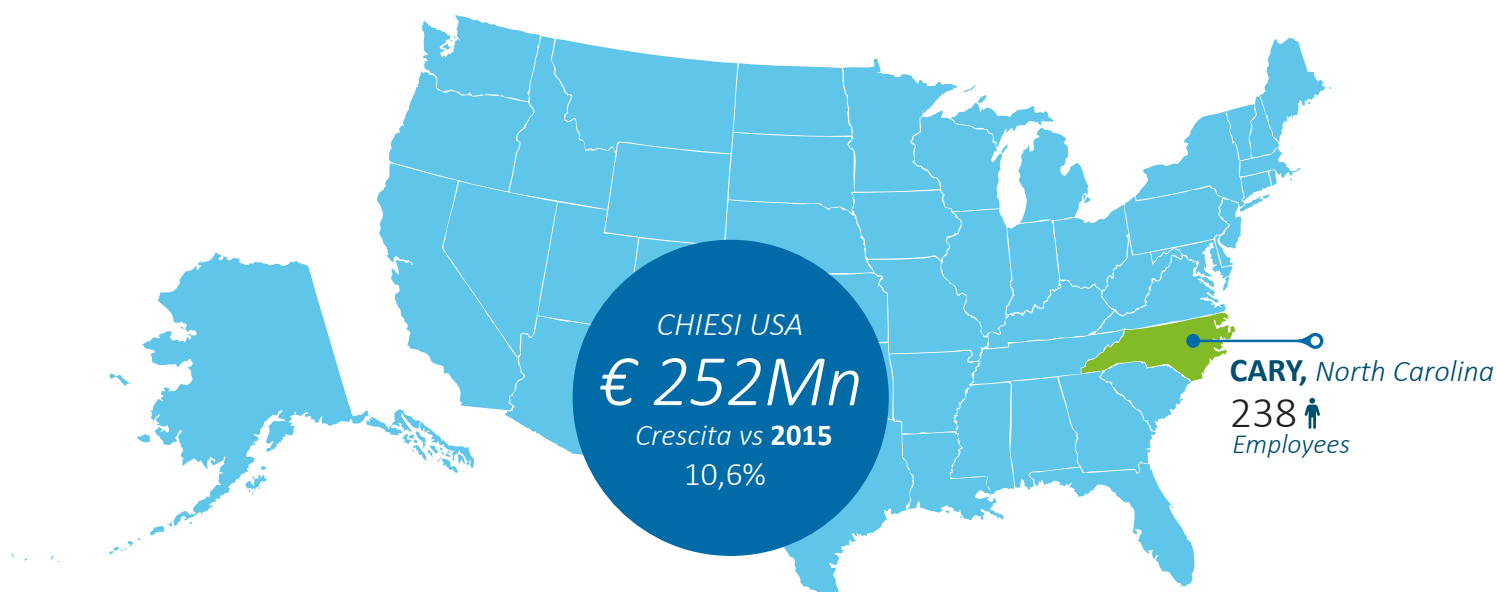 CHIESI USA
€ 252Mn
Crescita vs 2015
10,6%
CARY, North Carolina
238
Employees